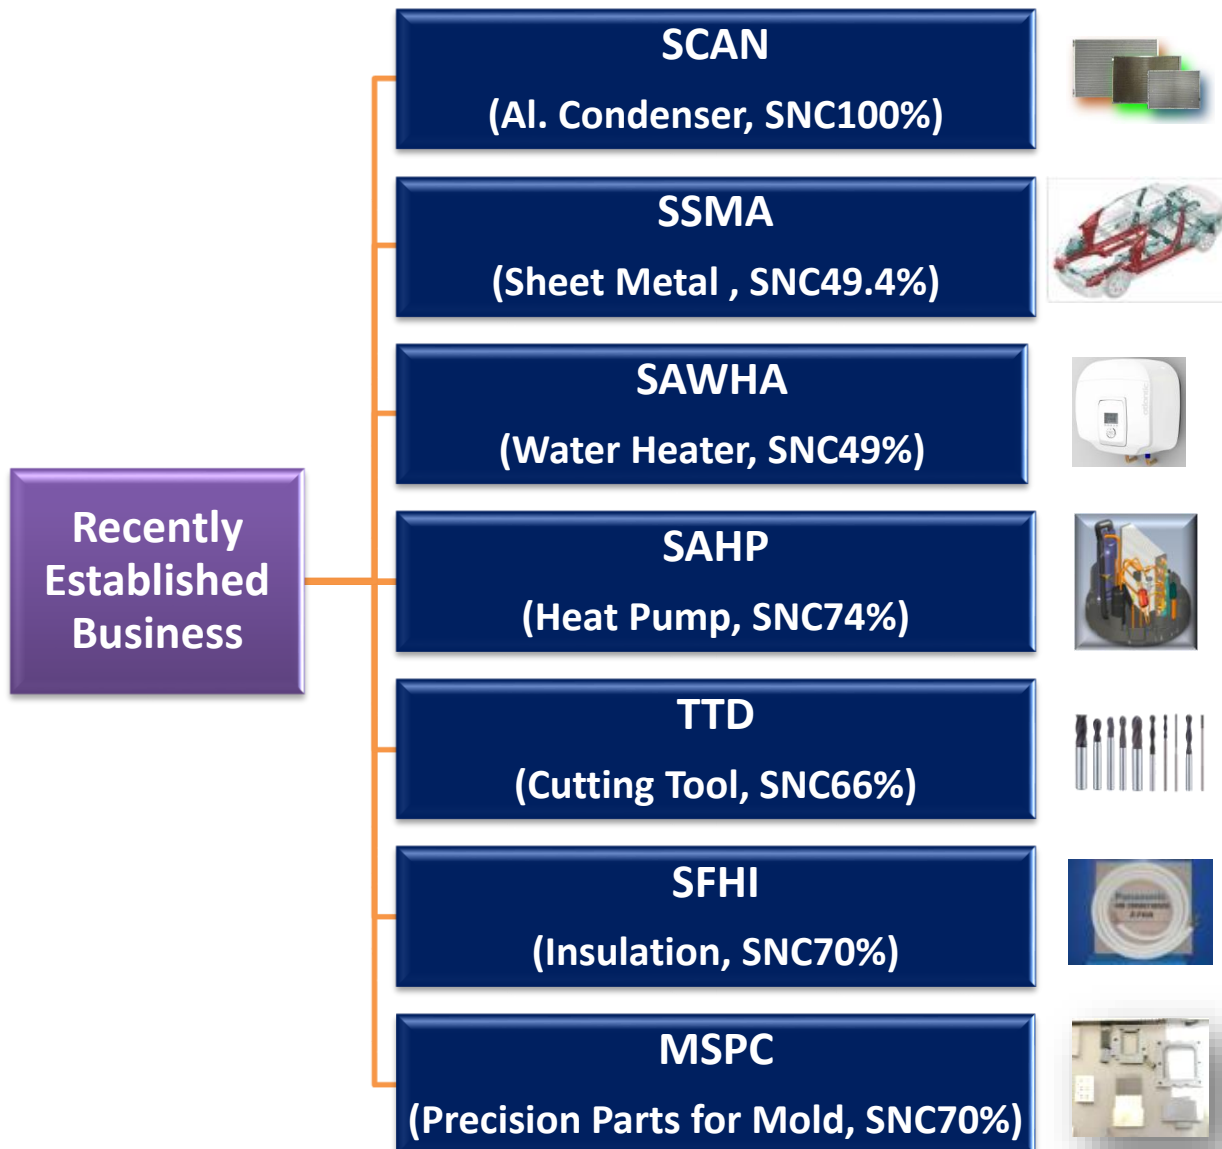 SCAN
(Al. Condenser, SNC100%)
SSMA
(Sheet Metal , SNC49.4%)
SAWHA
(Water Heater, SNC49%)
Recently
Established
Business
SAHP
(Heat Pump, SNC74%)
TTD
(Cutting Tool, SNC66%)
SFHI
(Insulation, SNC70%)
Panasonic
MSPC
(Precision Parts for Mold, SNC70%)